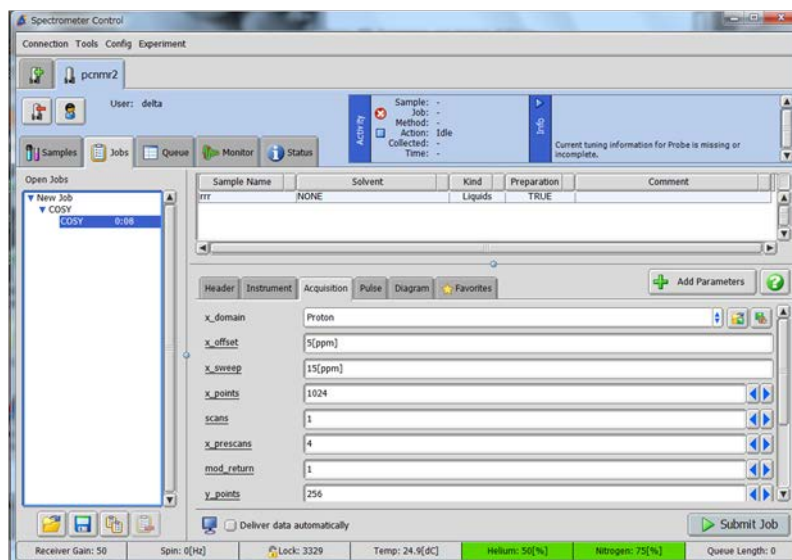 Spectrometer Control
Connection Tools Config Experiment
pcnmr2
User: delta
Activity
Sample: -
Job: -
Method: -
Action: Idle
Collected: -
Time: -
Info
Current tuning information for Probe is missing or
incomplete.
Samples Jobs Queue Monitor Status
Open Jobs
New Job
COSY
COSY 0:08
Sample Name Solvent Kind Preparation Comment
rrr NONE Liquids TRUE
Header Instrument Acquisition Pulse Diagram Favorites
Add Parameters
x_domain Proton
x_offset 5[ppm]
x_sweep 15[ppm]
x_points 1024
scans 1
x_prescans 4
mod_return 1
y_points 256
Deliver data automatically
Submit Job
Receiver Gain: 50 Spin: 0[Hz] Lock: 3329 Temp: 24.9[dC] Helium: 50[%] Nitrogen: 75[%] Queue Length: 0